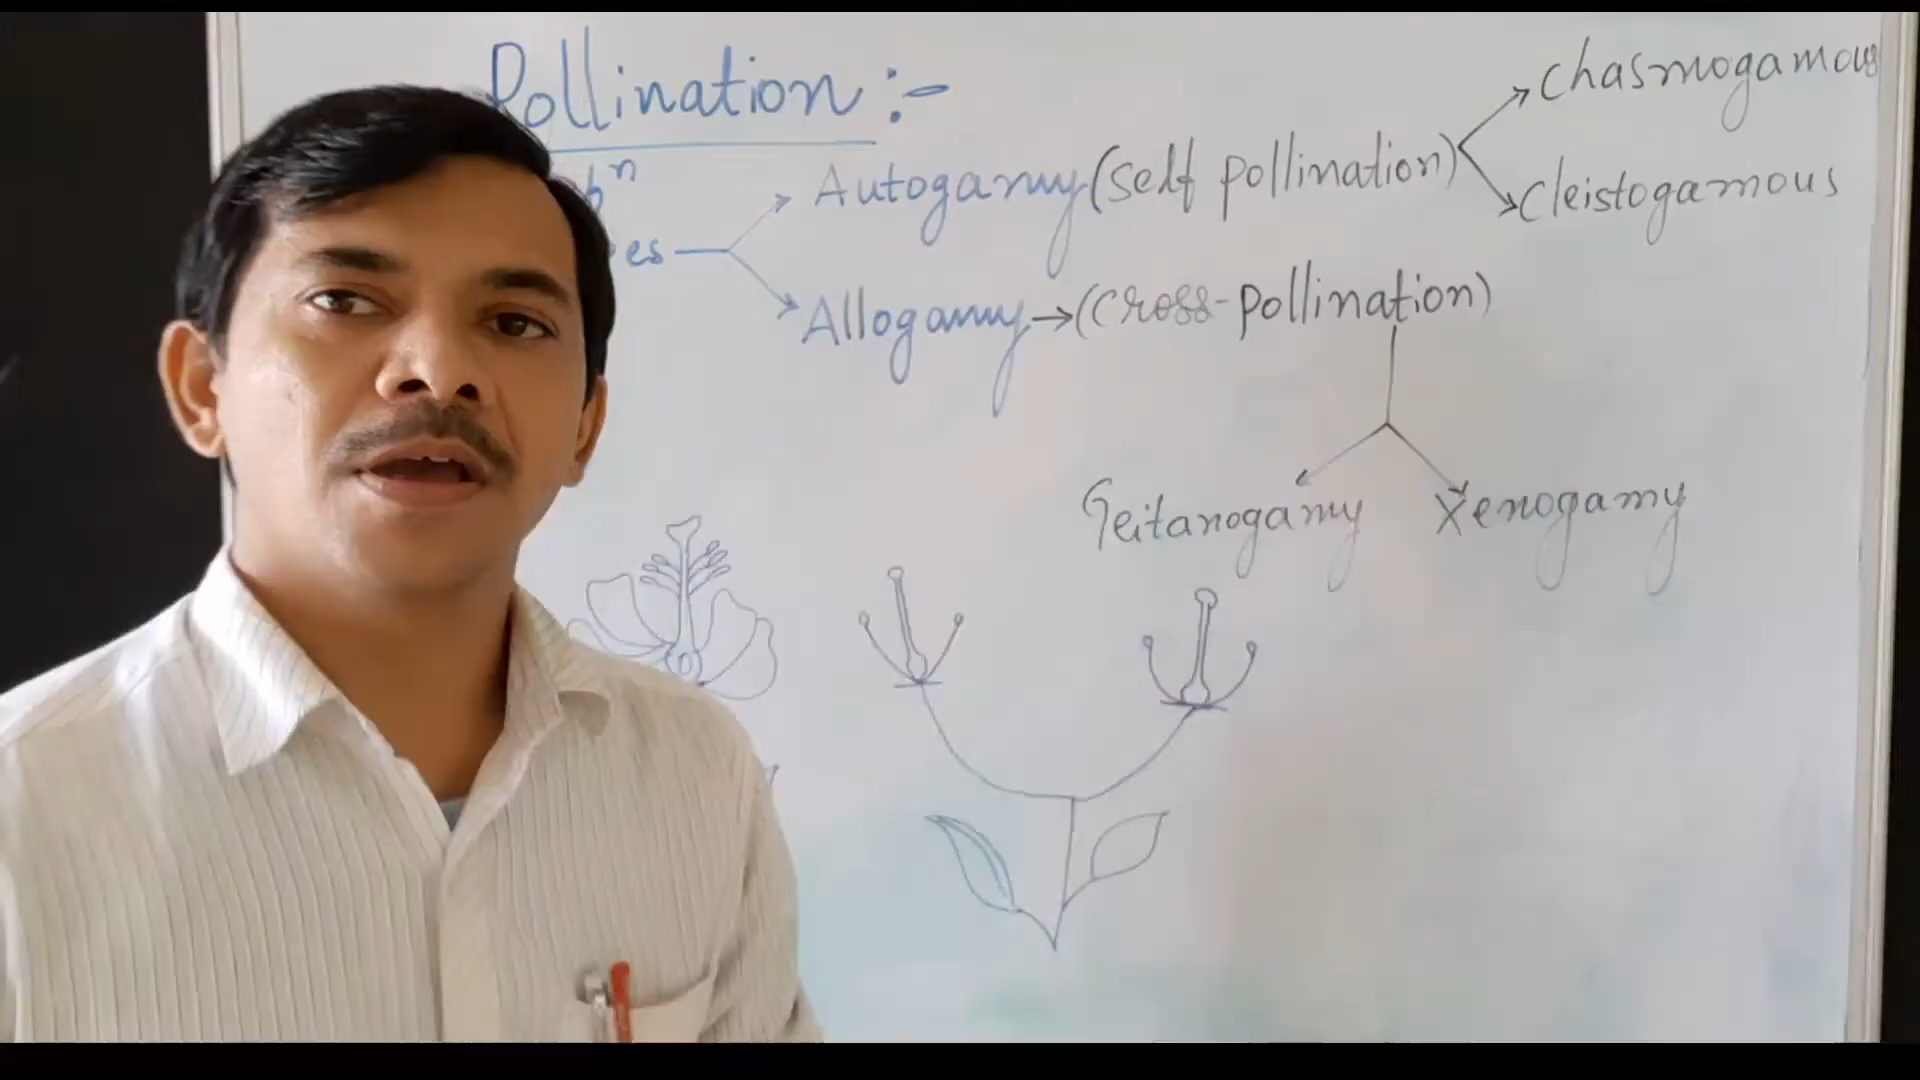 Pollination :-
Autogamy (self pollination)
Chasmogamous
Cleistogamous
Allogamy → (Cross-pollination)
Geitanogamy
Xenogamy